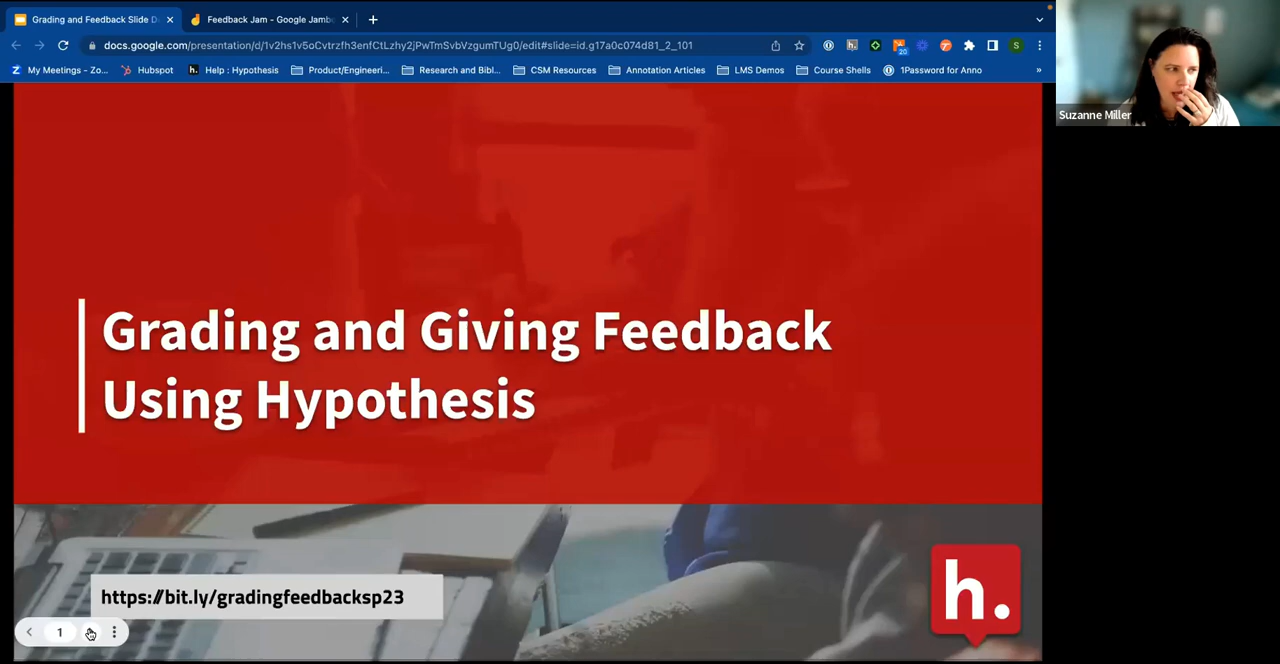 Grading and Feedback Slide D
Feedback Jam - Google Jambo
docs.google.com/presentation/d/1v2hs1v5oCvtrzfh3enfCtLzhy2jPwTmSvbVzgumTUg0/edit#slide=id.g17a0c074d81_2_101
20
S
My Meetings - Zo...
Hubspot
h. Help : Hypothesis
Product/Engineeri...
Research and Bibl...
CSM Resources
Annotation Articles
LMS Demos
Course Shells
1Password for Anno
»
Suzanne Miller
Grading and Giving Feedback
Using Hypothesis
https://bit.ly/gradingfeedbacksp23
h.
1